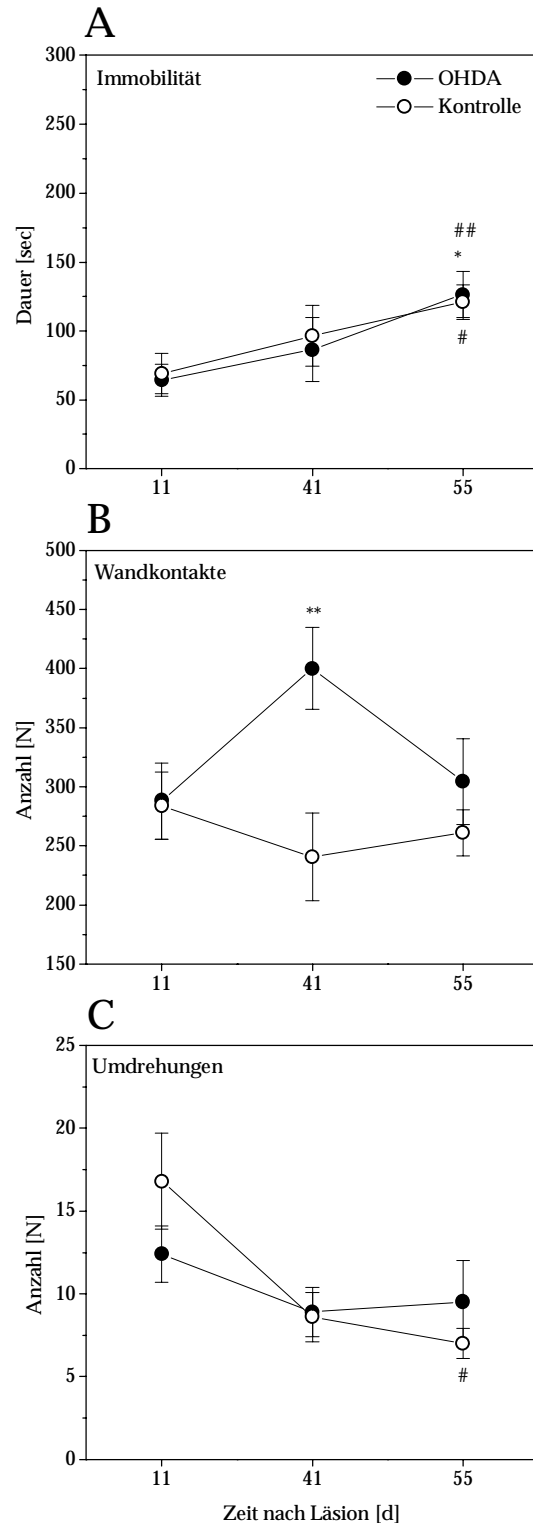 A
Immobilität
OHDA
Kontrolle
Dauer [sec]
300
250
200
150
100
50
0
##
*
#
11 41 55
B
Wandkontakte
Anzahl [N]
500
450
400
350
300
250
200
150
**
11 41 55
C
Umdrehungen
Anzahl [N]
25
20
15
10
5
0
#
11 41 55
Zeit nach Läsion [d]